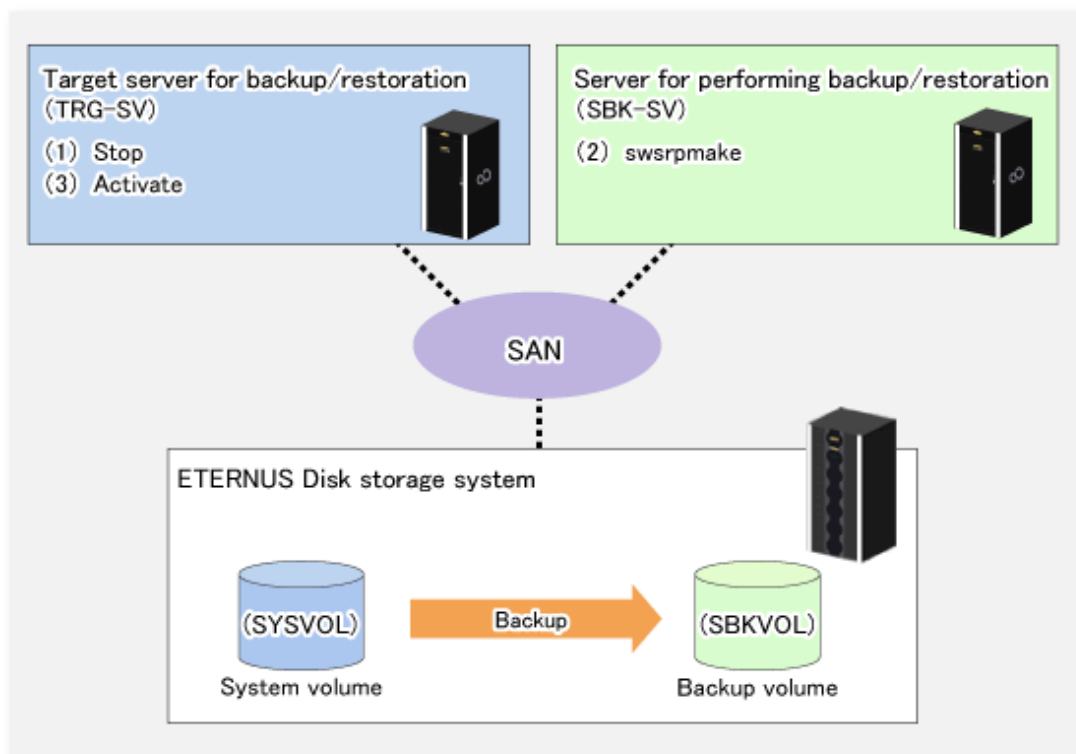 Target server for backup/restoration
(TRG-SV)
(1) Stop
(3) Activate
Server for performing backup/restoration
(SBK-SV)
(2) swsrpmake
SAN
ETERNUS Disk storage system
(SYSVOL)
System volume
Backup
(SBKVOL)
Backup volume